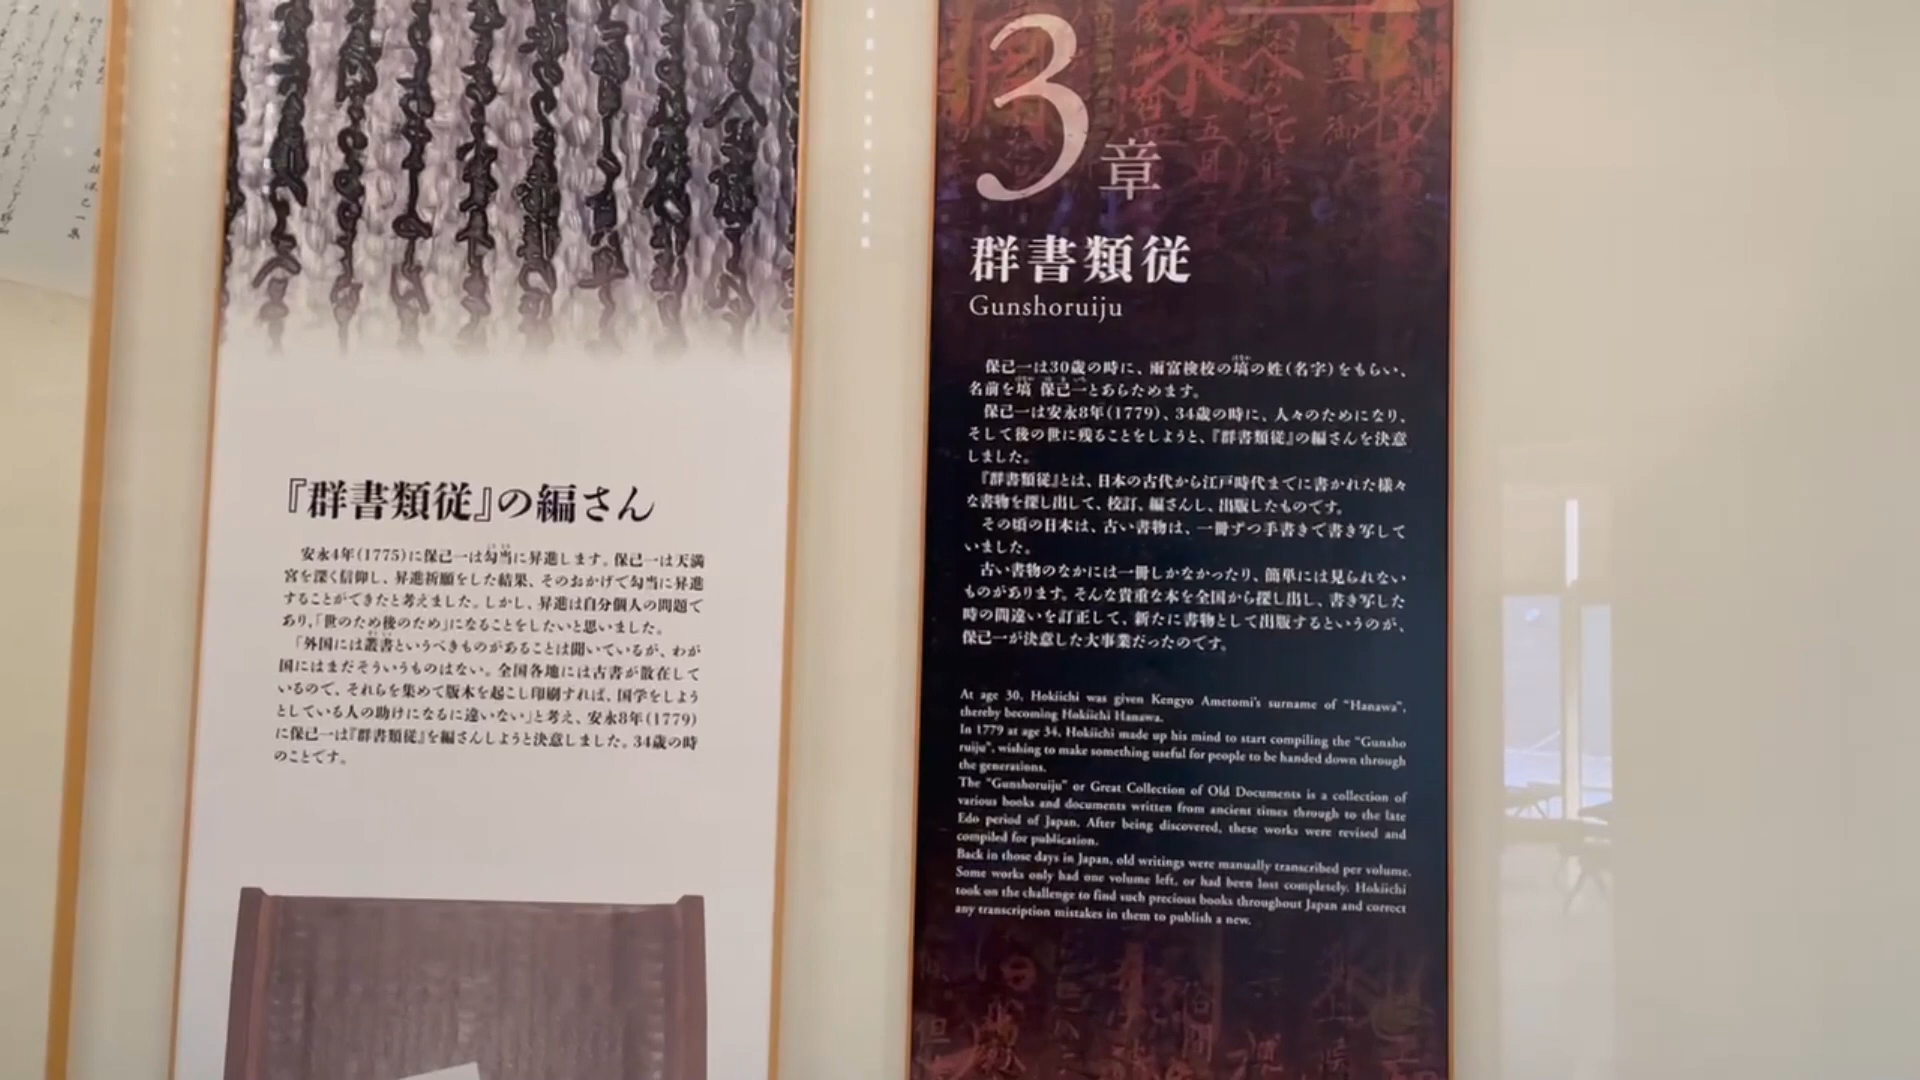 3章
群書類従
Gunshoruiju
保己一は30歳の時に、雨富検校の塙の姓(名字)をもらい、
名前を塙 保己一とあらためます。
保己一は安永8年(1779)、34歳の時に、人々のためになり、
そして後の世に残ることをしようと、『群書類従』の編さんを決意
しました。
『群書類従』とは、日本の古代から江戸時代までに書かれた様々
な書物を探し出して、校訂、編さんし、出版したものです。
その頃の日本は、古い書物は、一冊ずつ手書きで書き写して
いました。
古い書物のなかには一冊しかなかったり、簡単には見られない
ものがあります。そんな貴重な本を全国から探し出し、書き写した
時の間違いを訂正して、新たに書物として出版するというのが、
保己一が決意した大事業だったのです。
At age 30, Hokiichi was given Kengyo Ametomi's surname of "Hanawa",
thereby becoming Hokiichi Hanawa.
In 1779 at age 34, Hokiichi made up his mind to start compiling the "Gunsho
ruiju", wishing to make something useful for people to be handed down through
the generations.
The "Gunshoruiju" or Great Collection of Old Documents is a collection of
various books and documents written from ancient times through to the late
Edo period of Japan. After being discovered, these works were revised and
compiled for publication.
Back in those days in Japan, old writings were manually transcribed per volume.
Some works only had one volume left, or had been lost completely. Hokiichi
took on the challenge to find such precious books throughout Japan and correct
any transcription mistakes in them to publish a new.
『群書類従』の編さん
安永4年(1775)に保己一は勾当に昇進します。保己一は天満
宮を深く信仰し、昇進祈願をした結果、そのおかげで勾当に昇進
することができたと考えました。しかし、昇進は自分個人の問題で
あり、「世のため後のため」になることをしたいと思いました。
「外国には叢書というべきものがあることは聞いているが、わが
国にはまだそういうものはない。全国各地には古書が散在して
いるので、それらを集めて版木を起こし印刷すれば、国学をしよう
としている人の助けになるに違いない」と考え、安永8年(1779)
に保己一は『群書類従』を編さんしようと決意しました。34歳の時
のことです。